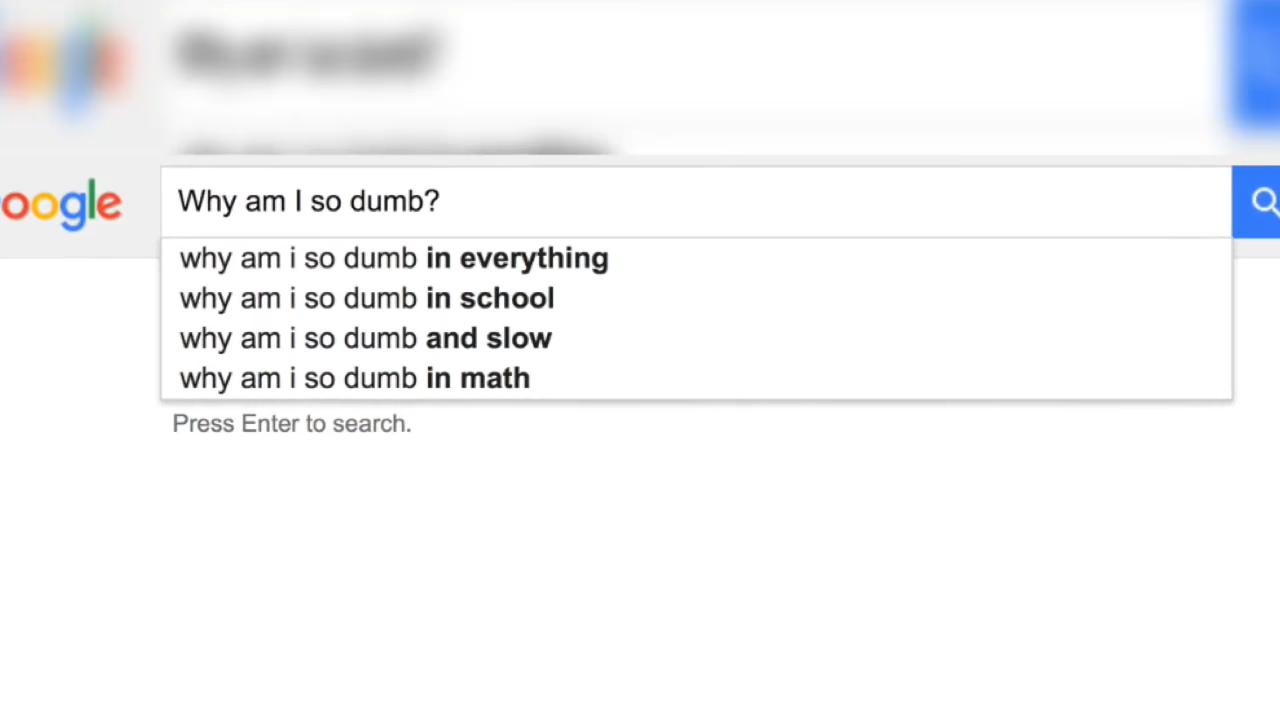 oogle
Why am I so dumb?
why am i so dumb in everything
why am i so dumb in school
why am i so dumb and slow
why am i so dumb in math
Press Enter to search.